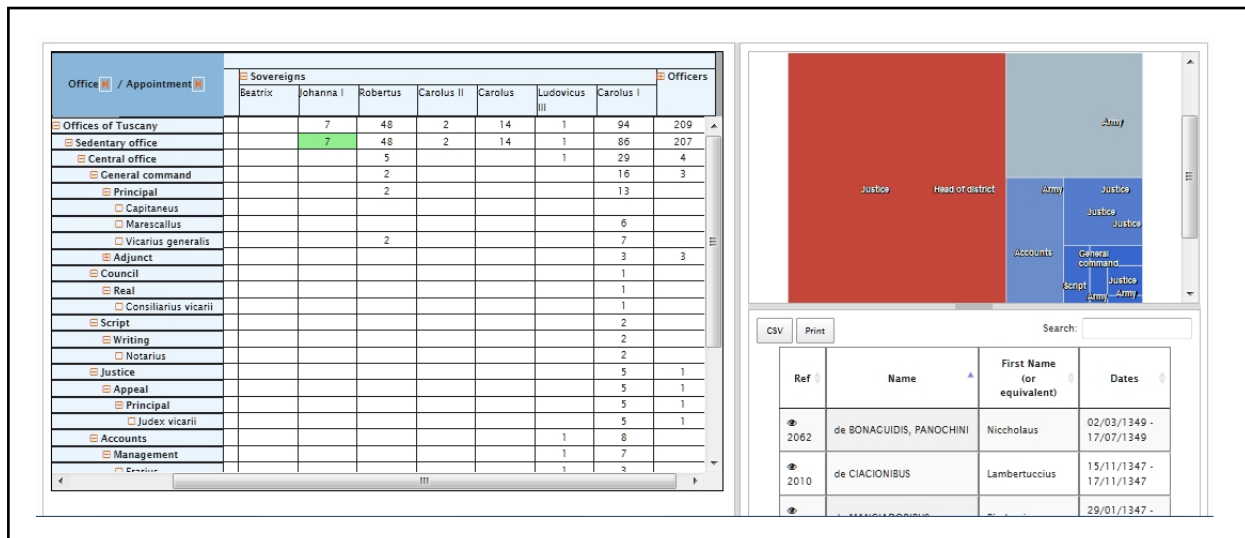 Office / Appointment
Sovereigns Officers
Beatrix Johanna I Robertus Carolus II Carolus Ludovicus III Carolus I
Offices of Tuscany 7 48 2 14 1 94 209
Sedentary office 7 48 2 14 1 86 207
Central office 5 1 29 4
General command 2 16 3
Principal 2 13
Capitaneus
Marescallus 6
Vicarius generalis 2 7
Adjunct 3 3
Council 1
Real 1
Consiliarius vicarii 1
Script 2
Writing 2
Notarius 2
Justice 5 1
Appeal 5 1
Principal 5 1
Judex vicarii 5 1
Accounts 1 8
Management 1 7
Erarius 1 3
Army
Justice Head of district Army Justice
Justice
Justice
Accounts General
command
Script Justice
Army Army
CSV Print Search:
Ref Name First Name
(or
equivalent) Dates
2062 de BONAGUIDIS, PANOCHINI Niccholaus 02/03/1349 -
17/07/1349
2010 de CIACIONIBUS Lambertuccius 15/11/1347 -
17/11/1347
29/01/1347 -